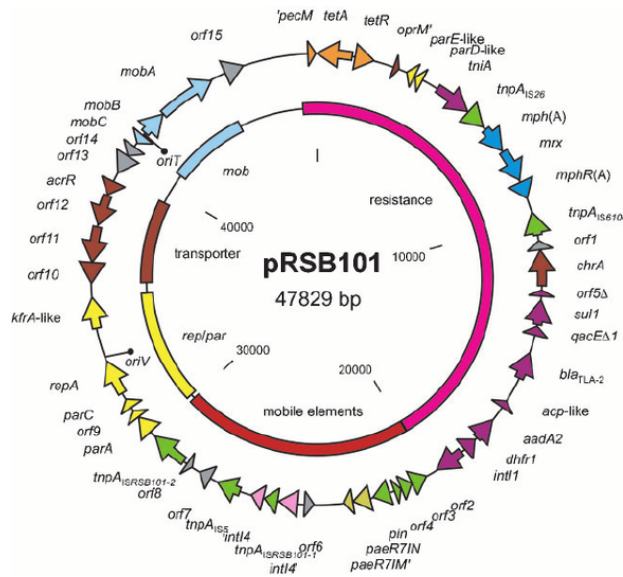 'pecM
tetA
tetR
oprM'
parE-like
parD-like
tniA
tnpAIS26
mph(A)
mrx
mphR(A)
tnpAIS610
orf1
chrA
orf5Δ
sul1
qacEΔ1
blaTLA-2
acp-like
aadA2
dhfr1
intI1
orf2
orf3
orf4
pin
paeR7IN
paeR7IM'
orf6
intI4'
tnpAISRSB101-1
'intI4
tnpAIS5
orf7
orf8
tnpAISRSB101-2
parA
orf9
parC
repA
oriV
kfrA-like
orf10
orf11
orf12
acrR
orf13
orf14
mobC
mobB
mobA
orf15
oriT
mob
resistance
transporter
rep/par
mobile elements
I
10000
20000
30000
40000
pRSB101
47829 bp